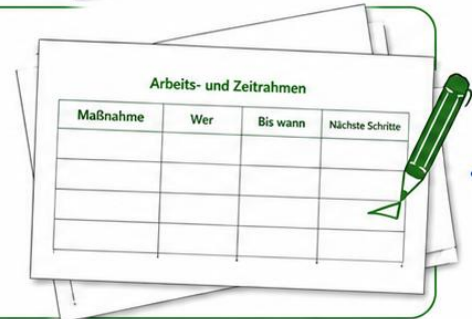 Arbeits- und Zeitrahmen
Maßnahme Wer Bis wann Nächste Schritte